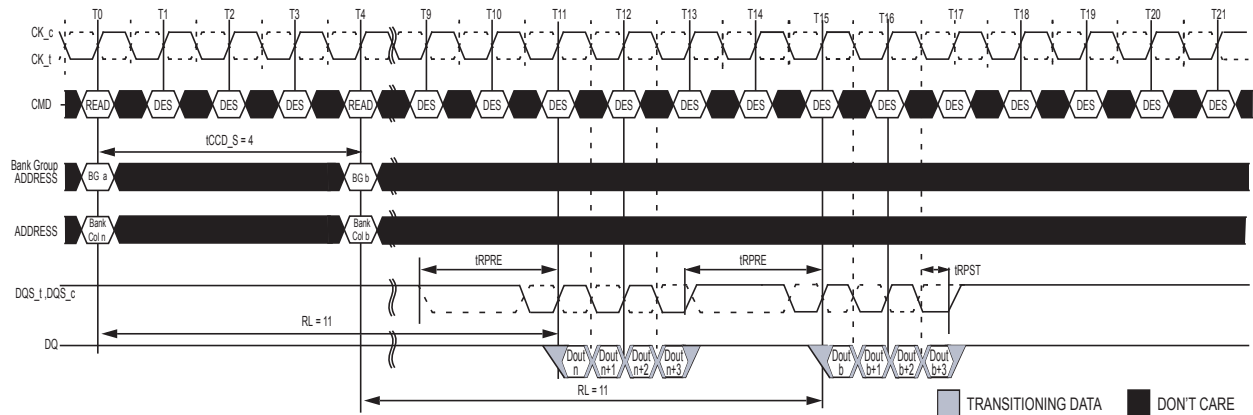 T0 T1 T2 T3 T4 T9 T10 T11 T12 T13 T14 T15 T16 T17 T18 T19 T20 T21
CK_c
CK_t
CMD READ DES DES DES READ DES DES DES DES DES DES DES DES DES DES DES DES DES
tCCD_S = 4
Bank Group
ADDRESS BG a BG b
ADDRESS Bank
Col n Bank
Col b
tRPRE tRPRE tRPST
DQS_t ,DQS_c
RL = 11
DQ
Dout
n Dout
n+1 Dout
n+2 Dout
n+3 Dout
b Dout
b+1 Dout
b+2 Dout
b+3
RL = 11
TRANSITIONING DATA DON'T CARE